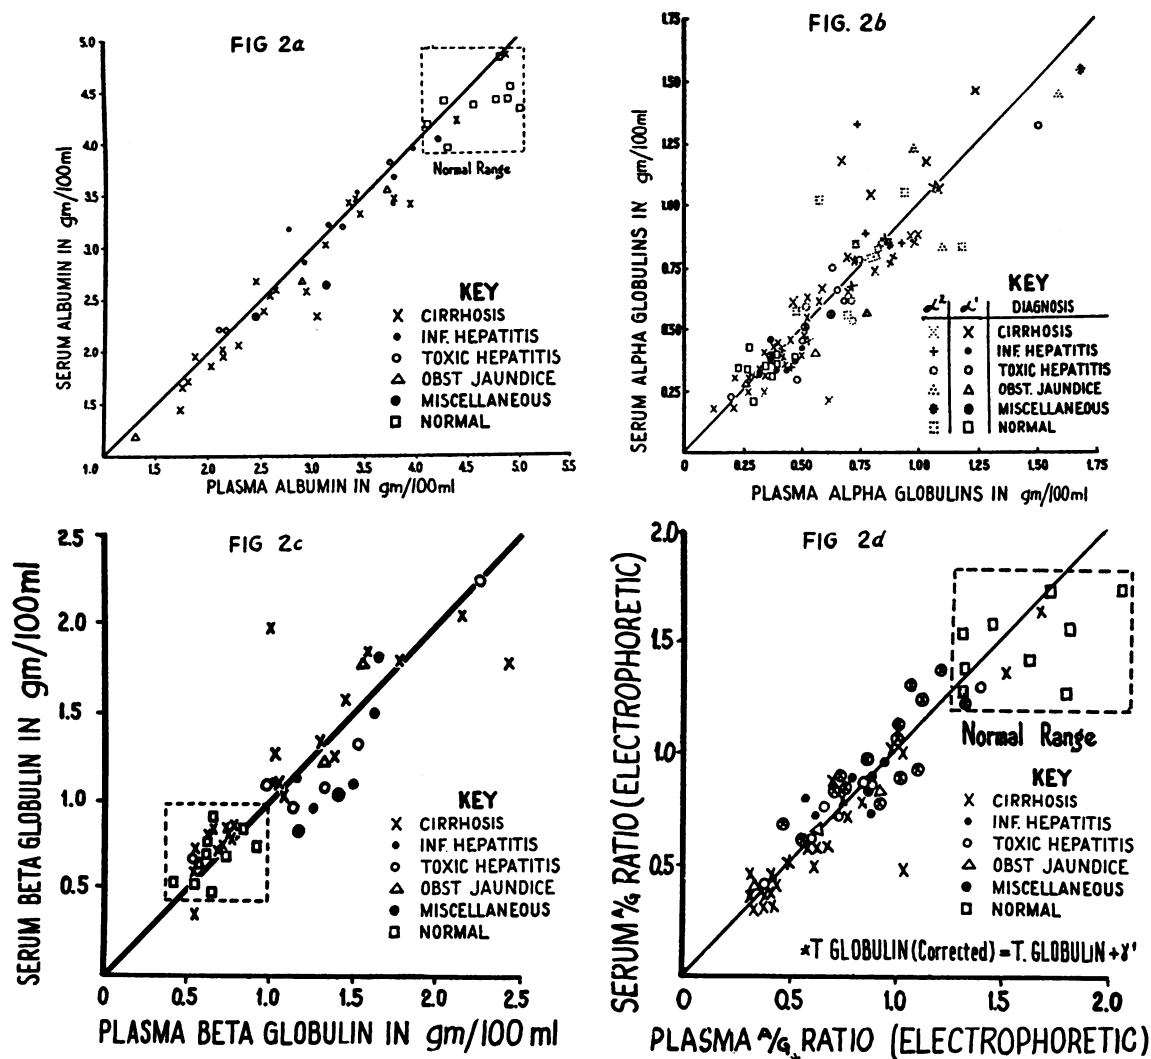 FIG 2a
SERUM ALBUMIN IN gm/100ml
5.0
4.5
4.0
3.5
3.0
2.5
2.0
1.5
1.0
Normal Range
KEY
X CIRRHOSIS
• INF. HEPATITIS
○ TOXIC HEPATITIS
△ OBST JAUNDICE
● MISCELLANEOUS
□ NORMAL
1.0 1.5 2.0 2.5 3.0 3.5 4.0 4.5 5.0 5.5
PLASMA ALBUMIN IN gm/100ml
FIG. 2b
SERUM ALPHA GLOBULINS IN gm/100ml
1.75
1.50
1.25
1.00
0.75
0.50
0.25
0
KEY
α² α¹ DIAGNOSIS
CIRRHOSIS
INF. HEPATITIS
TOXIC HEPATITIS
OBST. JAUNDICE
MISCELLANEOUS
NORMAL
0 0.25 0.50 0.75 1.00 1.25 1.50 1.75
PLASMA ALPHA GLOBULINS IN gm/100ml
FIG 2c
SERUM BETA GLOBULIN IN gm/100ml
2.5
2.0
1.5
1.0
0.5
KEY
X CIRRHOSIS
• INF. HEPATITIS
○ TOXIC HEPATITIS
△ OBST JAUNDICE
● MISCELLANEOUS
□ NORMAL
0 0.5 1.0 1.5 2.0 2.5
PLASMA BETA GLOBULIN IN gm/100 ml
FIG 2d
SERUM A/G RATIO (ELECTROPHORETIC)
2.0
1.5
1.0
0.5
Normal Range
KEY
X CIRRHOSIS
• INF. HEPATITIS
○ TOXIC HEPATITIS
△ OBST JAUNDICE
● MISCELLANEOUS
□ NORMAL
*T GLOBULIN (Corrected) = T. GLOBULIN + γ'
0 0.5 1.0 1.5 2.0
PLASMA A/G* RATIO (ELECTROPHORETIC)